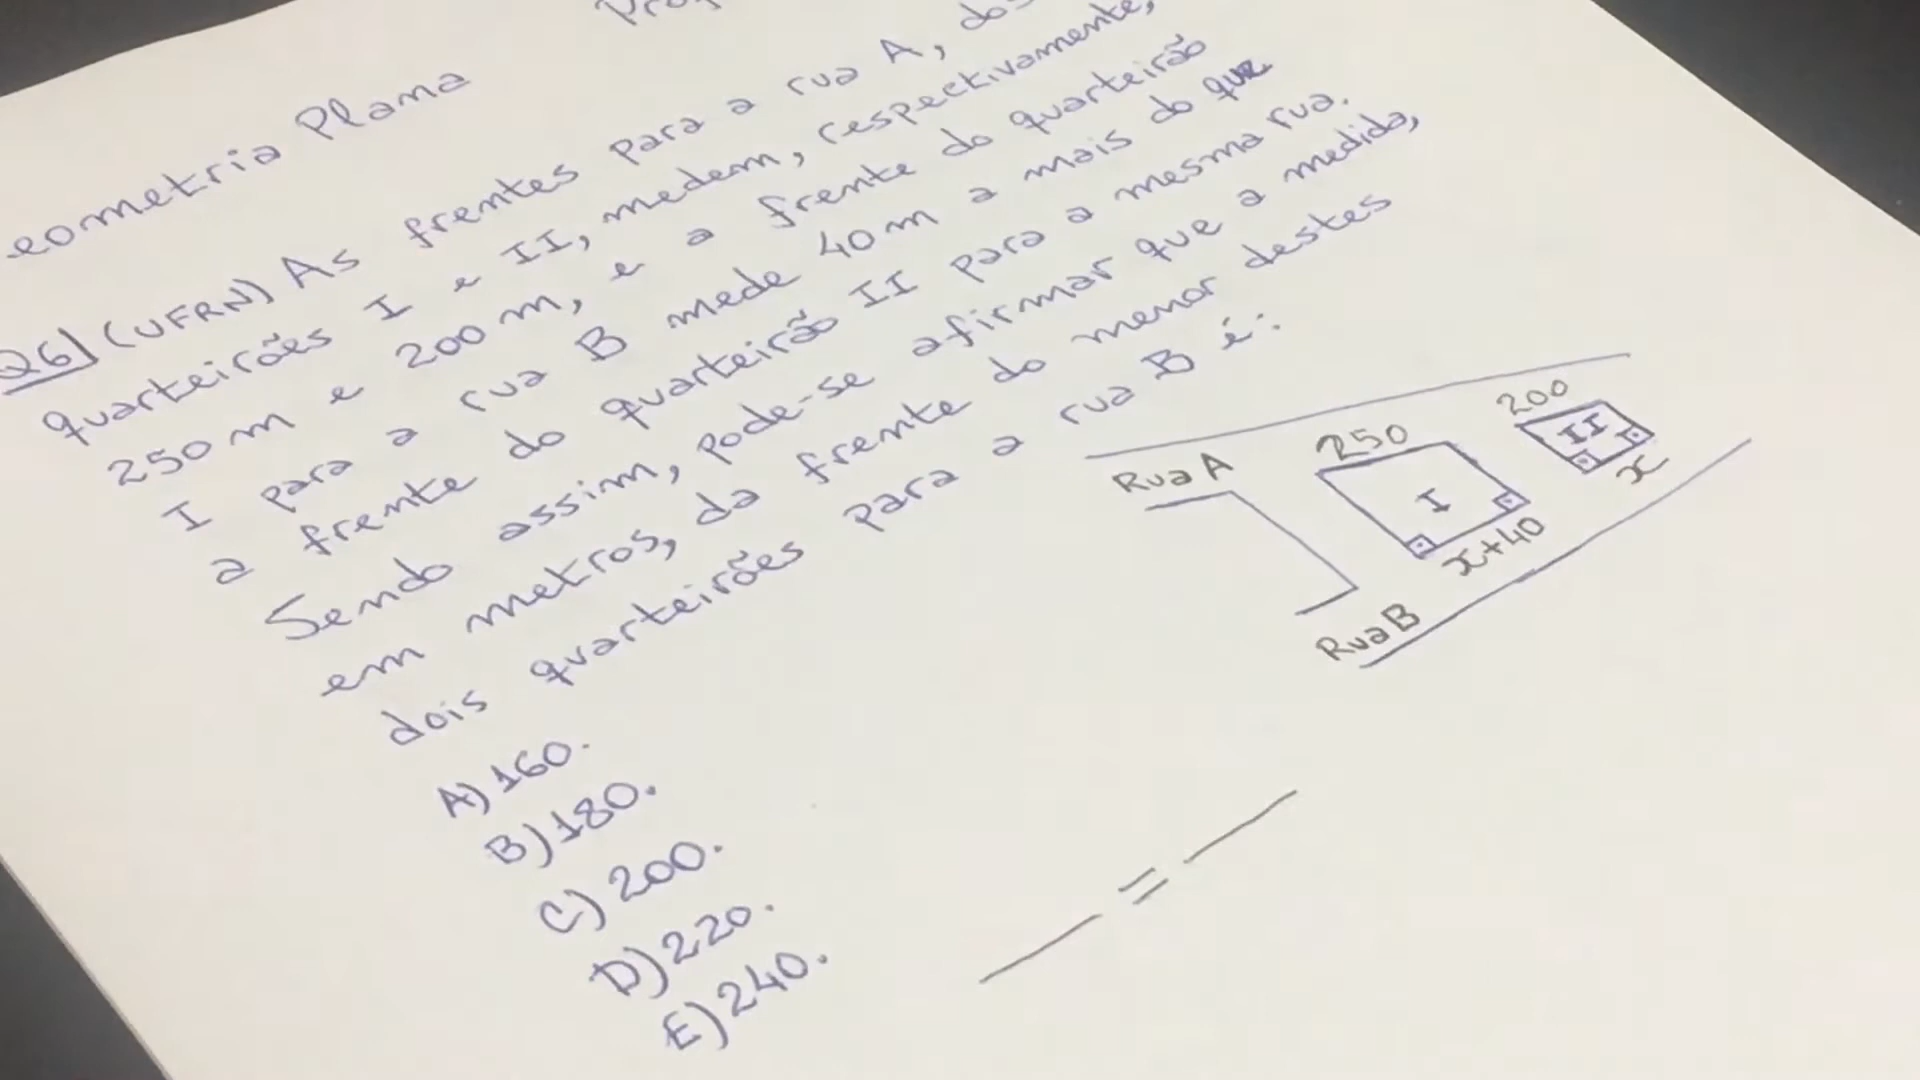 eometria Plana
Q6) (UFRN) As frentes para a rua A, dos
quarteirões I e II, medem, respectivamente,
250 m e 200 m, e a frente do quarteirão
I para a rua B mede 40 m a mais do que
a frente do quarteirão II para a mesma rua.
Sendo assim, pode-se afirmar que a medida,
em metros, da frente do menor destes
dois quarteirões para a rua B é:
A) 160.
B) 180.
C) 200.
D) 220.
E) 240.
Rua A
250
200
I
II
x+40
x
Rua B
=